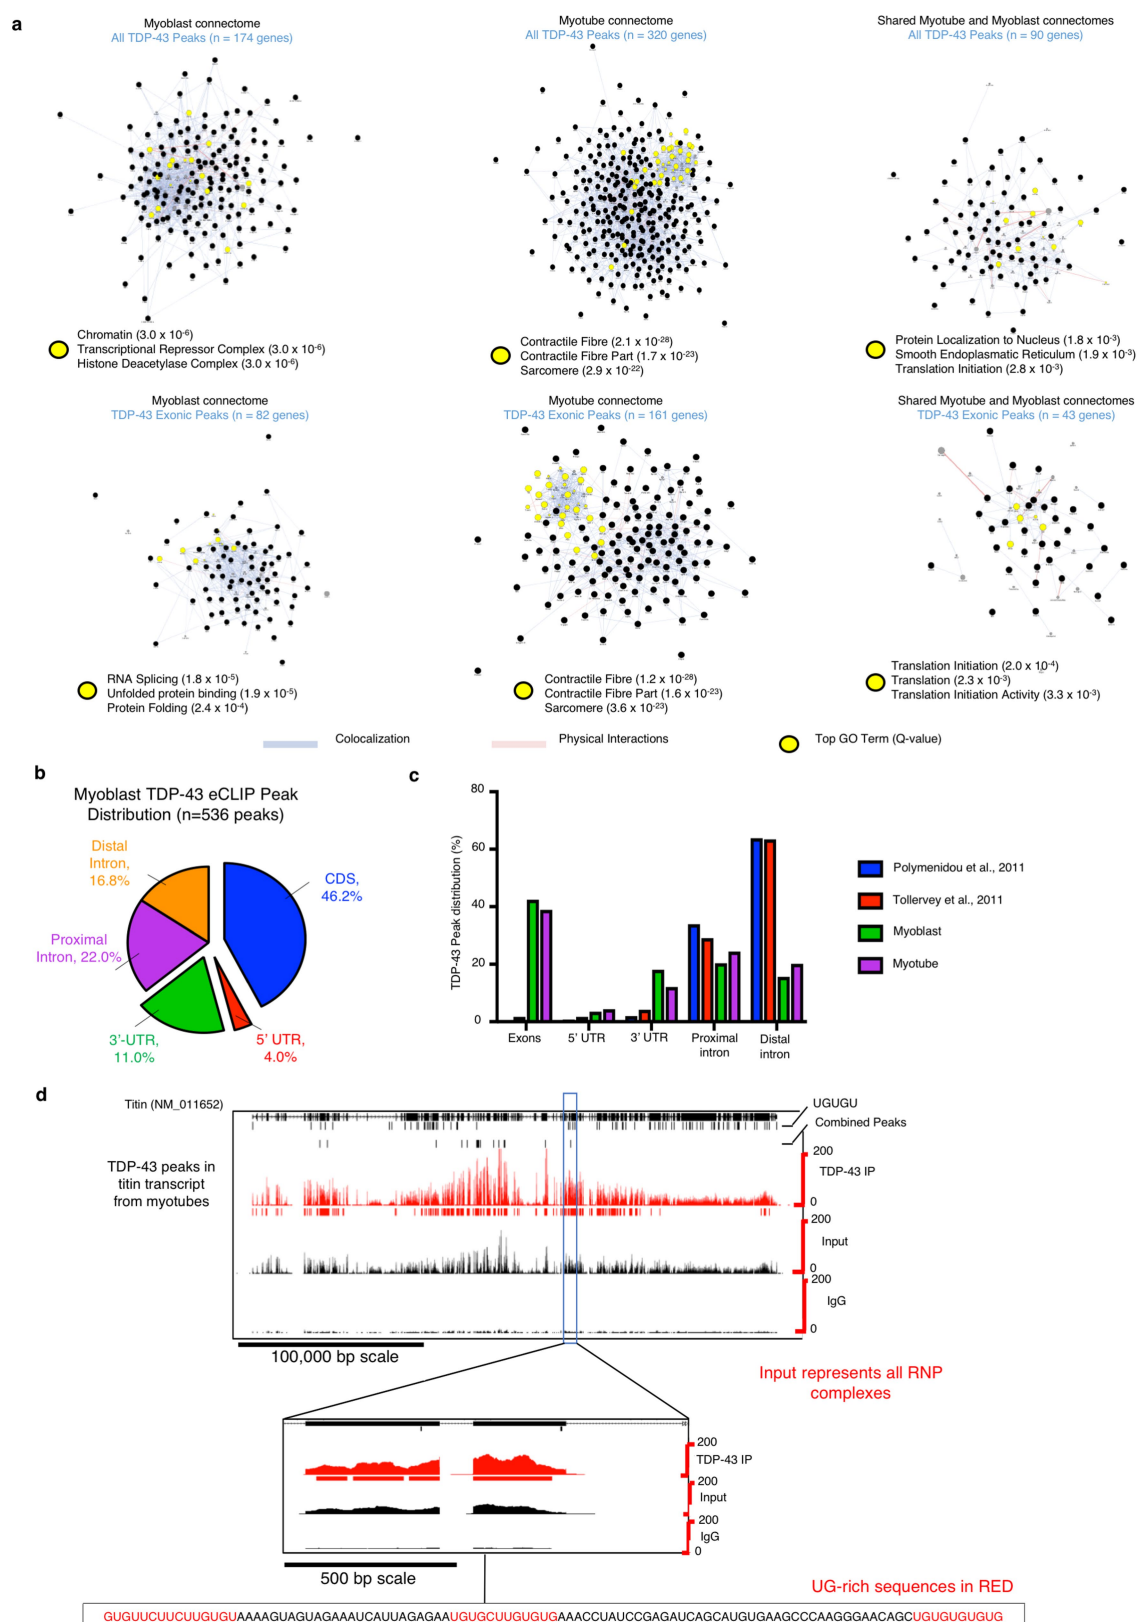 a
Myoblast connectome
All TDP-43 Peaks (n = 174 genes)
Myotube connectome
All TDP-43 Peaks (n = 320 genes)
Shared Myotube and Myoblast connectomes
All TDP-43 Peaks (n = 90 genes)
Chromatin (3.0 x 10-6)
Transcriptional Repressor Complex (3.0 x 10-6)
Histone Deacetylase Complex (3.0 x 10-6)
Contractile Fibre (2.1 x 10-28)
Contractile Fibre Part (1.7 x 10-23)
Sarcomere (2.9 x 10-22)
Protein Localization to Nucleus (1.8 x 10-3)
Smooth Endoplasmatic Reticulum (1.9 x 10-3)
Translation Initiation (2.8 x 10-3)
Myoblast connectome
TDP-43 Exonic Peaks (n = 82 genes)
Myotube connectome
TDP-43 Exonic Peaks (n = 161 genes)
Shared Myotube and Myoblast connectomes
TDP-43 Exonic Peaks (n = 43 genes)
RNA Splicing (1.8 x 10-5)
Unfolded protein binding (1.9 x 10-5)
Protein Folding (2.4 x 10-4)
Contractile Fibre (1.2 x 10-28)
Contractile Fibre Part (1.6 x 10-23)
Sarcomere (3.6 x 10-23)
Translation Initiation (2.0 x 10-4)
Translation (2.3 x 10-3)
Translation Initiation Activity (3.3 x 10-3)
Colocalization
Physical Interactions
Top GO Term (Q-value)
b
Myoblast TDP-43 eCLIP Peak
Distribution (n=536 peaks)
Distal
Intron,
16.8%
CDS,
46.2%
Proximal
Intron, 22.0%
3'-UTR,
11.0%
5' UTR,
4.0%
c
TDP-43 Peak distribution (%)
80
60
40
20
0
Exons
5' UTR
3' UTR
Proximal
intron
Distal
intron
Polymenidou et al., 2011
Tollervey et al., 2011
Myoblast
Myotube
d
Titin (NM_011652)
UGUGU
Combined Peaks
TDP-43 peaks in
titin transcript
from myotubes
200
TDP-43 IP
0
200
Input
0
200
IgG
0
100,000 bp scale
Input represents all RNP
complexes
200
TDP-43 IP
200
Input
200
IgG
0
500 bp scale
UG-rich sequences in RED
GUGUUCUUCUUGUGUAAAAGUAGUAGAAAUCAUUAGAGAAUGUGCUUGUGUGAAACCUAUCCGAGAUCAGCAUGUGAAGCCCAAGGGAACAGCUGUGUGUGUG